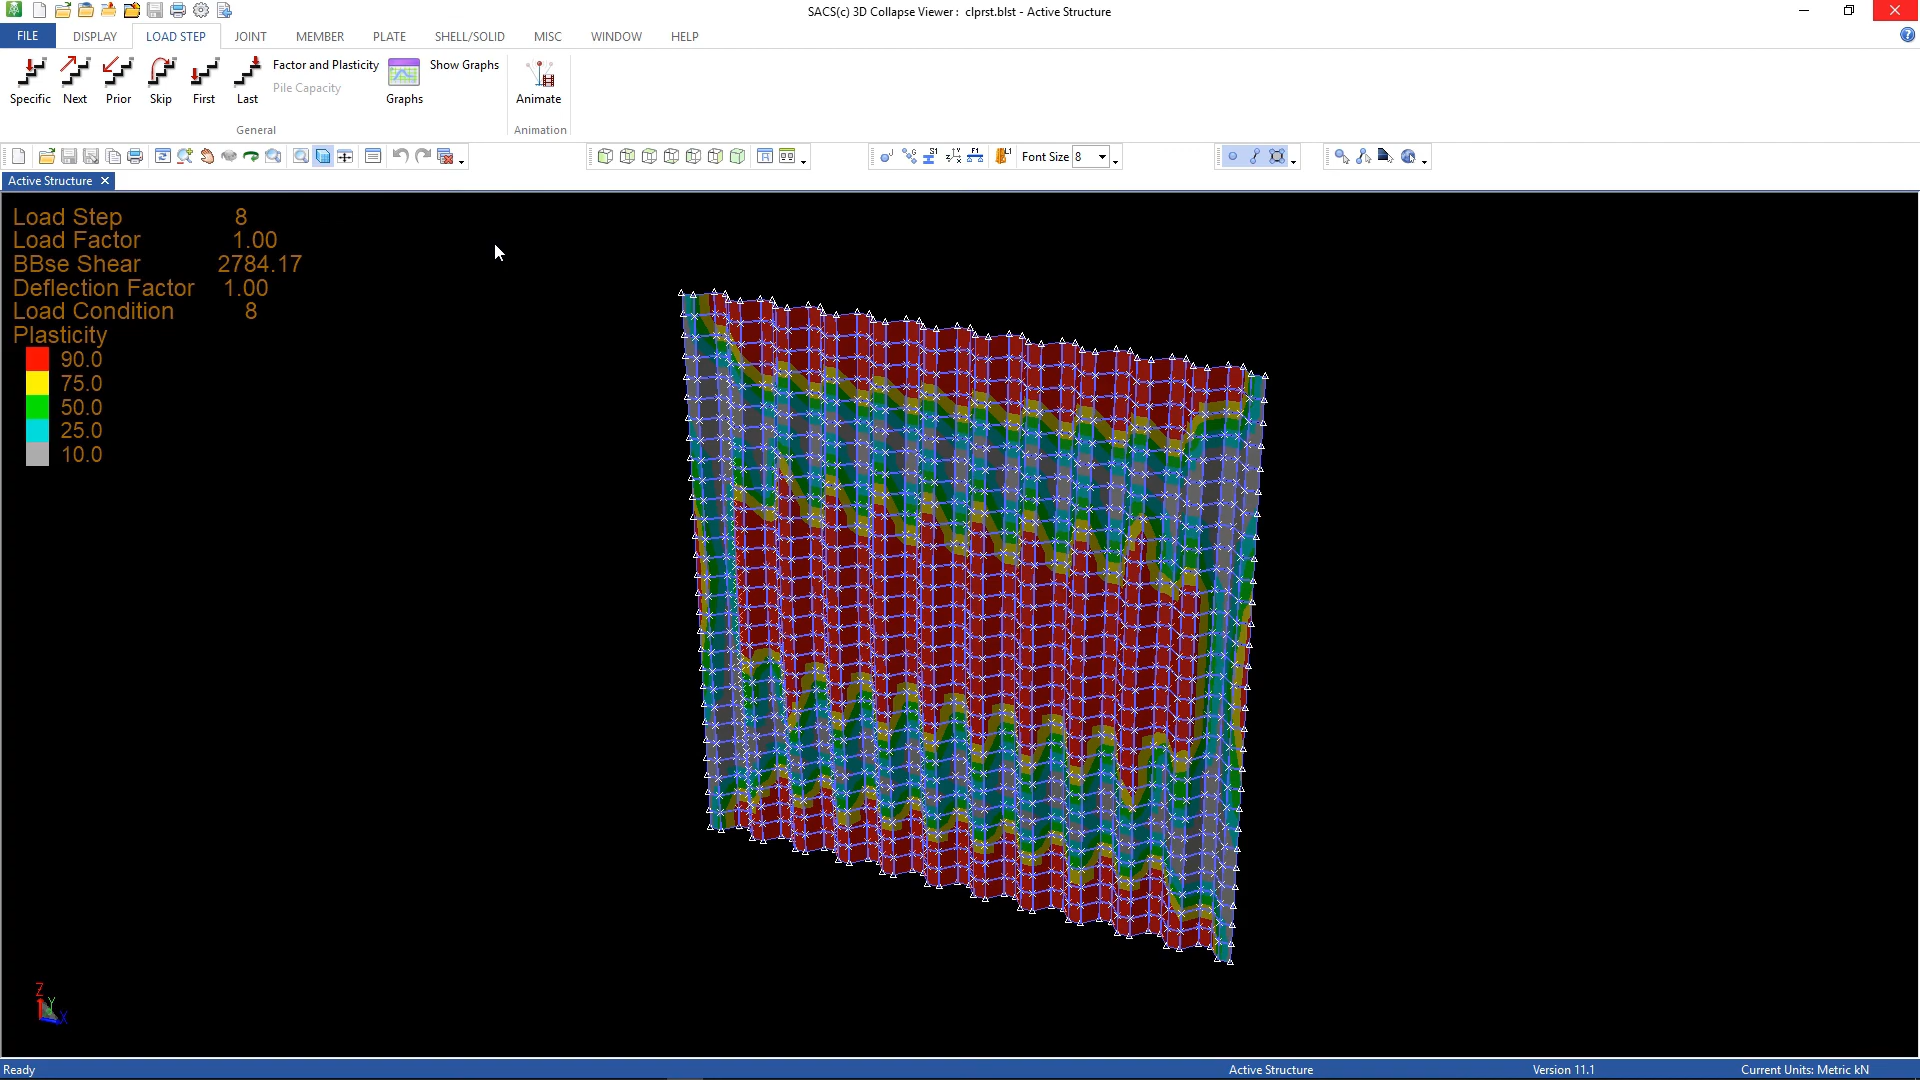 SACS(c) 3D Collapse Viewer : clprst.blst - Active Structure
FILE DISPLAY LOAD STEP JOINT MEMBER PLATE SHELL/SOLID MISC WINDOW HELP
Specific Next Prior Skip First Last Factor and Plasticity Pile Capacity Graphs Show Graphs Animate
General Animation
Font Size 8
Active Structure
Load Step 8
Load Factor 1.00
BBse Shear 2784.17
Deflection Factor 1.00
Load Condition 8
Plasticity
90.0
75.0
50.0
25.0
10.0
Z
Y
X
Ready Active Structure Version 11.1 Current Units: Metric kN